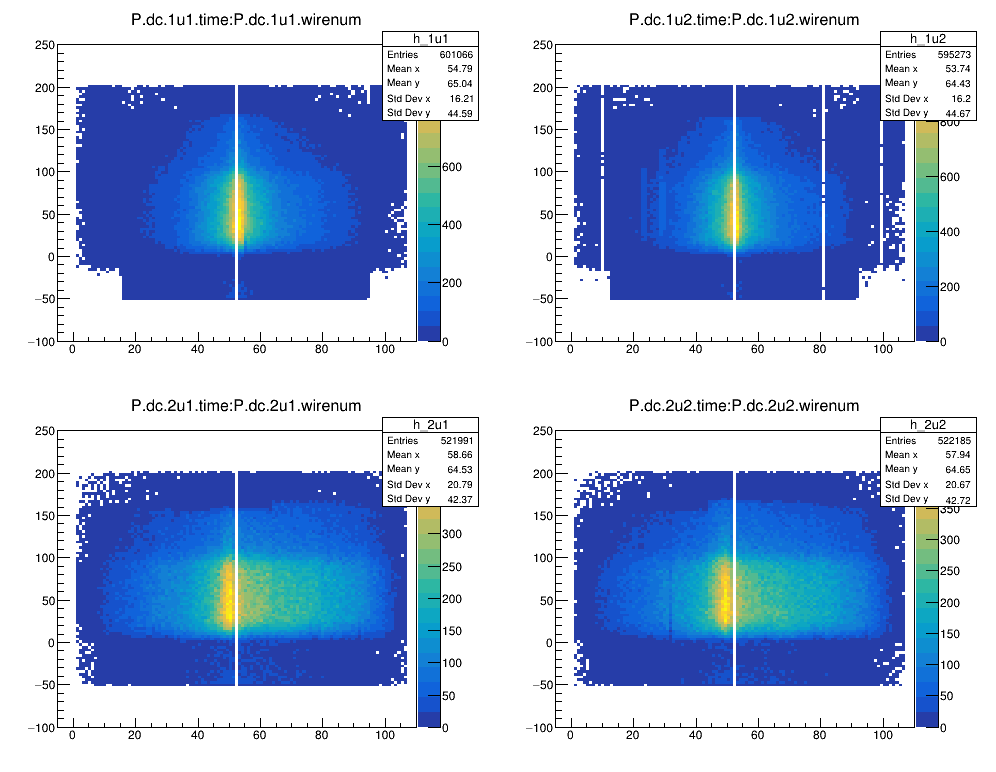 P.dc.1u1.time:P.dc.1u1.wirenum
h_1u1
Entries 601066
Mean x 54.79
Mean y 65.04
Std Dev x 16.21
Std Dev y 44.59
250
200
150
100
50
0
−50
−100
0 20 40 60 80 100
600
400
200
0
P.dc.1u2.time:P.dc.1u2.wirenum
h_1u2
Entries 595273
Mean x 53.74
Mean y 64.43
Std Dev x 16.2
Std Dev y 44.67
250
200
150
100
50
0
−50
−100
0 20 40 60 80 100
800
600
400
200
0
P.dc.2u1.time:P.dc.2u1.wirenum
h_2u1
Entries 521991
Mean x 58.66
Mean y 64.53
Std Dev x 20.79
Std Dev y 42.37
250
200
150
100
50
0
−50
−100
0 20 40 60 80 100
300
250
200
150
100
50
0
P.dc.2u2.time:P.dc.2u2.wirenum
h_2u2
Entries 522185
Mean x 57.94
Mean y 64.65
Std Dev x 20.67
Std Dev y 42.72
250
200
150
100
50
0
−50
−100
0 20 40 60 80 100
350
300
250
200
150
100
50
0